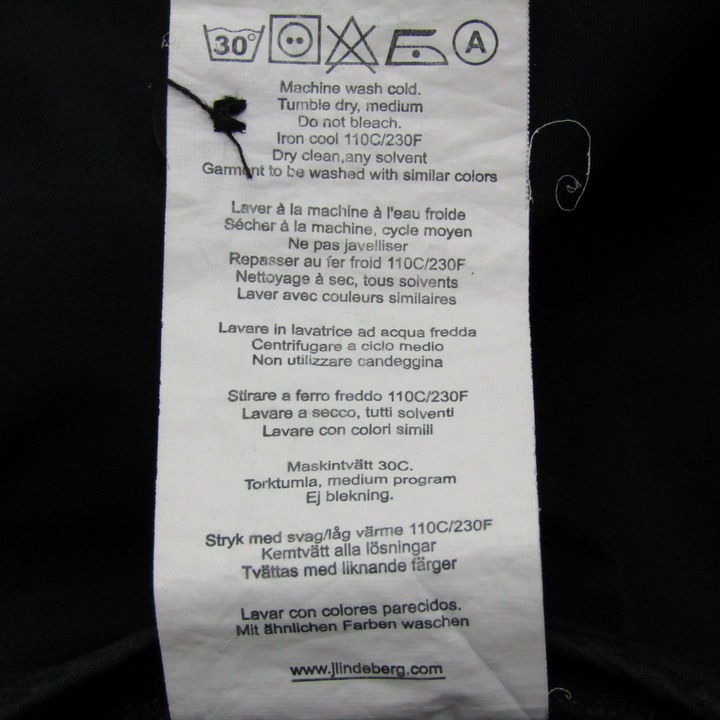 30° A
Machine wash cold.
Tumble dry, medium
Do not bleach.
Iron cool 110C/230F
Dry clean,any solvent
Garment to be washed with similar colors
Laver à la machine à l'eau froide
Sécher à la machine, cycle moyen
Ne pas javelliser
Repasser au fer froid 110C/230F
Nettoyage à sec, tous solvents
Laver avec couleurs similaires
Lavare in lavatrice ad acqua fredda
Centrifugare a ciclo medio
Non utilizzare candeggina
Stirare a ferro freddo 110C/230F
Lavare a secco, tutti solventi
Lavare con colori simili
Maskintvätt 30C.
Torktumla, medium program
Ej blekning.
Stryk med svag/låg värme 110C/230F
Kemtvätt alla lösningar
Tvättas med liknande färger
Lavar con colores parecidos.
Mit ähnlichen Farben waschen
www.jlindeberg.com